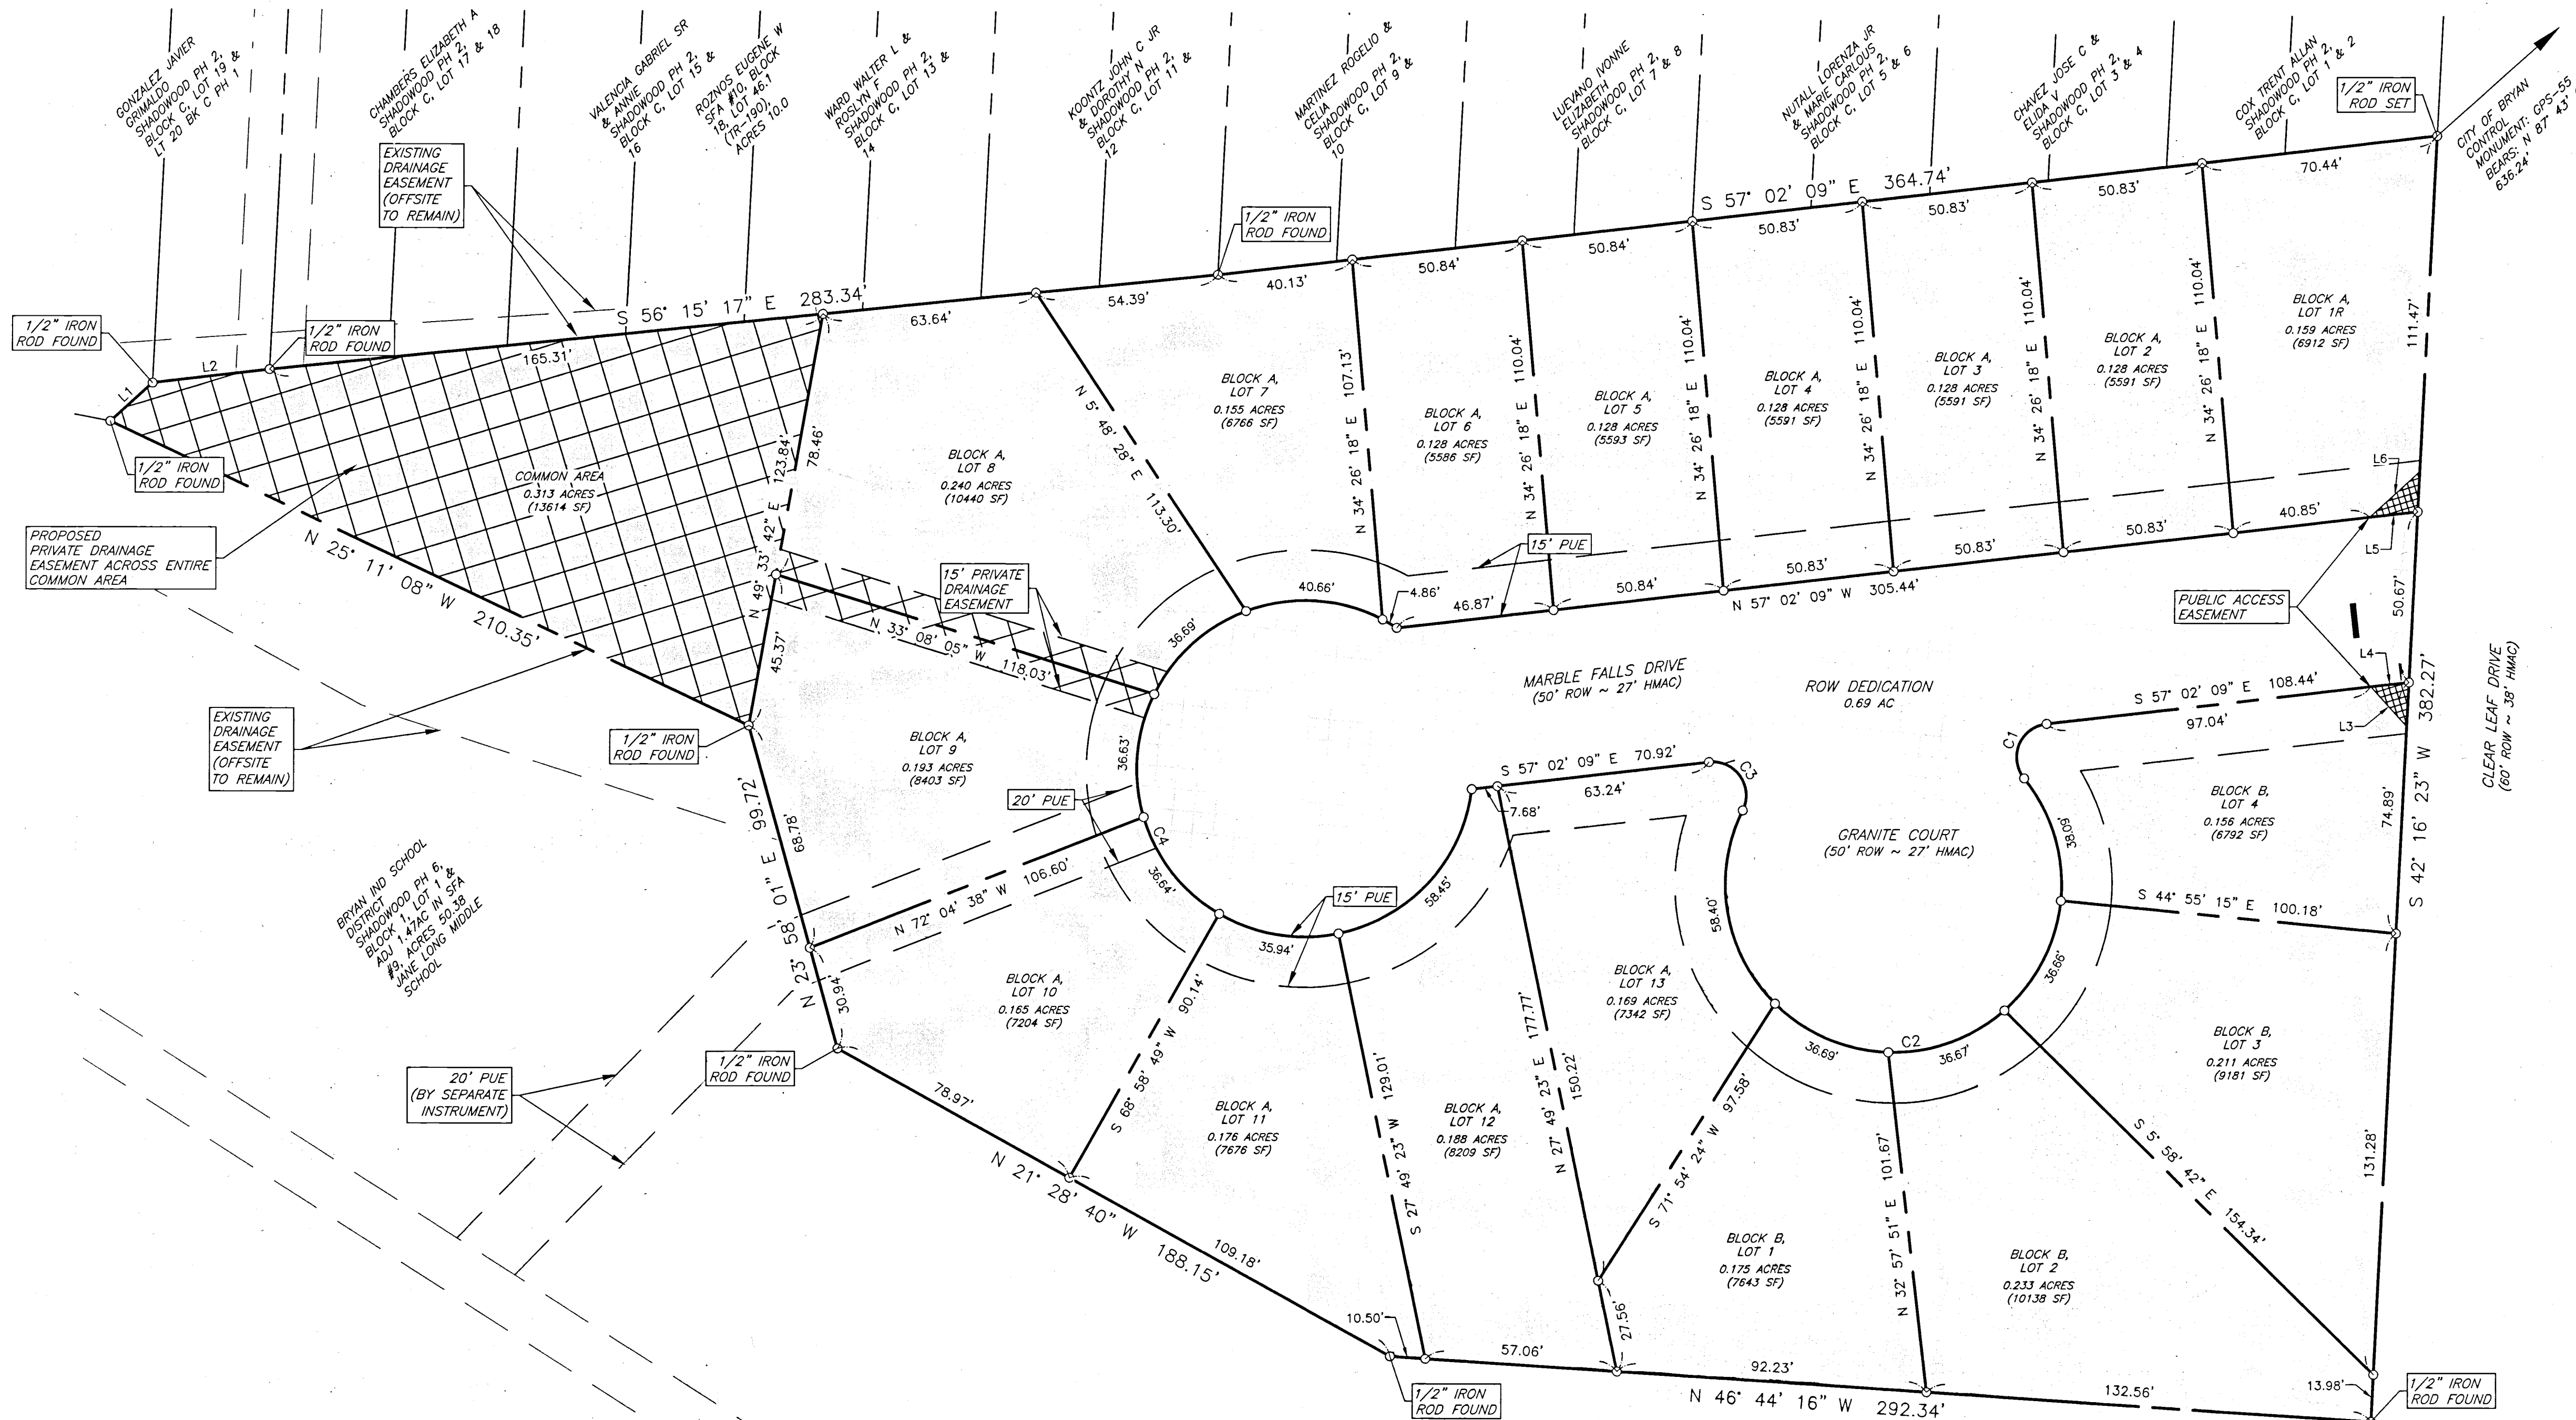 GONZALEZ JAVIER
GRIMALDO
SHADOWOOD PH 2,
BLOCK C, LOT 19 &
LT 20 BK C PH 1
CHAMBERS ELIZABETH A
SHADOWOOD PH 2,
BLOCK C, LOT 17 & 18
VALENCIA GABRIEL SR
& ANNIE
SHADOWOOD PH 2,
BLOCK C, LOT 15 &
16
ROZNOS EUGENE W
SFA #10, BLOCK
18, LOT 46.1
(TR-190),
ACRES 10.0
WARD WALTER L &
ROSLYN F
SHADOWOOD PH 2,
BLOCK C, LOT 13 &
14
KOONTZ JOHN C JR
& DOROTHY N
SHADOWOOD PH 2,
BLOCK C, LOT 11 &
12
MARTINEZ ROGELIO &
CELIA
SHADOWOOD PH 2,
BLOCK C, LOT 9 &
10
LUEVANO IVONNE
ELIZABETH
SHADOWOOD PH 2,
BLOCK C, LOT 7 & 8
NUTALL LORENZA JR
& MARIE CARLOUS
SHADOWOOD PH 2,
BLOCK C, LOT 5 & 6
CHAVEZ JOSE C &
ELIDA V
SHADOWOOD PH 2,
BLOCK C, LOT 3 & 4
COX TRENT ALLAN
SHADOWOOD PH 2,
BLOCK C, LOT 1 & 2
1/2" IRON
ROD SET
CITY OF BRYAN
CONTROL
MONUMENT: GPS-55
BEARS: N 87° 43'
636.24'
EXISTING
DRAINAGE
EASEMENT
(OFFSITE
TO REMAIN)
1/2" IRON
ROD FOUND
S 57° 02' 09" E 364.74'
70.44'
50.83'
50.83'
50.83'
50.84'
50.84'
40.13'
54.39'
63.64'
S 56° 15' 17" E 283.34'
165.31'
1/2" IRON
ROD FOUND
1/2" IRON
ROD FOUND
L1
L2
1/2" IRON
ROD FOUND
COMMON AREA
0.313 ACRES
(13614 SF)
PROPOSED
PRIVATE DRAINAGE
EASEMENT ACROSS ENTIRE
COMMON AREA
N 25° 11' 08" W 210.35'
N 49° 33' 42" E 123.84'
78.46'
45.37'
BLOCK A,
LOT 8
0.240 ACRES
(10440 SF)
N 5° 48' 28" E 113.30'
BLOCK A,
LOT 7
0.155 ACRES
(6766 SF)
N 34° 26' 18" E 107.13'
BLOCK A,
LOT 6
0.128 ACRES
(5586 SF)
N 34° 26' 18" E 110.04'
BLOCK A,
LOT 5
0.128 ACRES
(5593 SF)
N 34° 26' 18" E 110.04'
BLOCK A,
LOT 4
0.128 ACRES
(5591 SF)
N 34° 26' 18" E 110.04'
BLOCK A,
LOT 3
0.128 ACRES
(5591 SF)
N 34° 26' 18" E 110.04'
BLOCK A,
LOT 2
0.128 ACRES
(5591 SF)
N 34° 26' 18" E 110.04'
BLOCK A,
LOT 1R
0.159 ACRES
(6912 SF)
111.47'
L6
L5
15' PRIVATE
DRAINAGE
EASEMENT
N 33° 08' 05" W 118.03'
36.69'
40.66'
4.86'
15' PUE
46.87'
50.84'
50.83'
50.83'
50.83'
40.85'
N 57° 02' 09" W 305.44'
PUBLIC ACCESS
EASEMENT
50.67'
L4
L3
CLEAR LEAF DRIVE
(60' ROW ~ 38' HMAC)
S 42° 16' 23" W 382.27'
MARBLE FALLS DRIVE
(50' ROW ~ 27' HMAC)
ROW DEDICATION
0.69 AC
S 57° 02' 09" E 108.44'
97.04'
C1
EXISTING
DRAINAGE
EASEMENT
(OFFSITE
TO REMAIN)
1/2" IRON
ROD FOUND
BLOCK A,
LOT 9
0.193 ACRES
(8403 SF)
36.63'
20' PUE
C4
S 57° 02' 09" E 70.92'
63.24'
7.68'
C3
GRANITE COURT
(50' ROW ~ 27' HMAC)
38.09'
BLOCK B,
LOT 4
0.156 ACRES
(6792 SF)
74.89'
S 44° 55' 15" E 100.18'
N 23° 58' 01" E 99.72'
68.78'
30.94'
N 72° 04' 38" W 106.60'
36.64'
35.94'
15' PUE
58.45'
58.40'
36.66'
BRYAN IND SCHOOL
DISTRICT
SHADOWOOD PH 6,
BLOCK 1, LOT 1 &
ADJ 1.47AC IN SFA
#9, ACRES 50.38
JANE LONG MIDDLE
SCHOOL
BLOCK A,
LOT 10
0.165 ACRES
(7204 SF)
S 68° 58' 49" W 90.14'
1/2" IRON
ROD FOUND
20' PUE
(BY SEPARATE
INSTRUMENT)
78.97'
N 21° 28' 40" W 188.15'
109.18'
BLOCK A,
LOT 11
0.176 ACRES
(7676 SF)
S 27° 49' 23" W 129.01'
BLOCK A,
LOT 12
0.188 ACRES
(8209 SF)
N 27° 49' 23" E 177.77'
150.22'
27.56'
BLOCK A,
LOT 13
0.169 ACRES
(7342 SF)
S 71° 54' 24" W 97.58'
36.69'
C2
36.67'
BLOCK B,
LOT 1
0.175 ACRES
(7643 SF)
N 32° 57' 51" E 101.67'
BLOCK B,
LOT 2
0.233 ACRES
(10138 SF)
S 5° 58' 42" E 154.34'
BLOCK B,
LOT 3
0.211 ACRES
(9181 SF)
131.28'
10.50'
57.06'
92.23'
132.56'
13.98'
N 46° 44' 16" W 292.34'
1/2" IRON
ROD FOUND
1/2" IRON
ROD FOUND